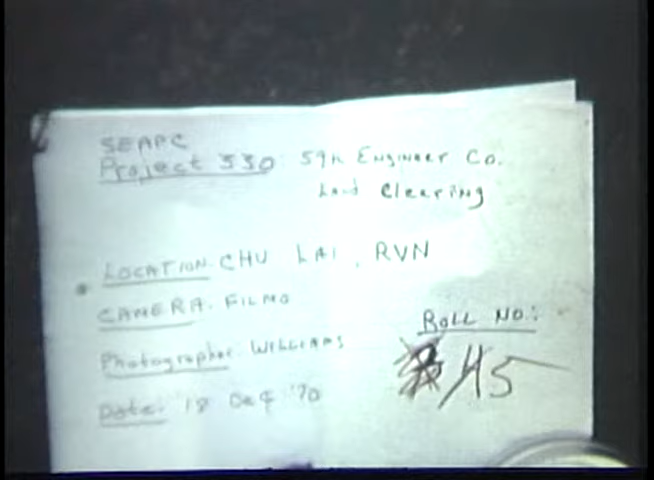 SEAPC
Project 330 59th Engineer Co.
Land Clearing
LOCATION CHU LAI, RVN
CAMERA. FILMO
Roll No.:
Photographer WILLIAMS
45
Date: 18 Dec '70